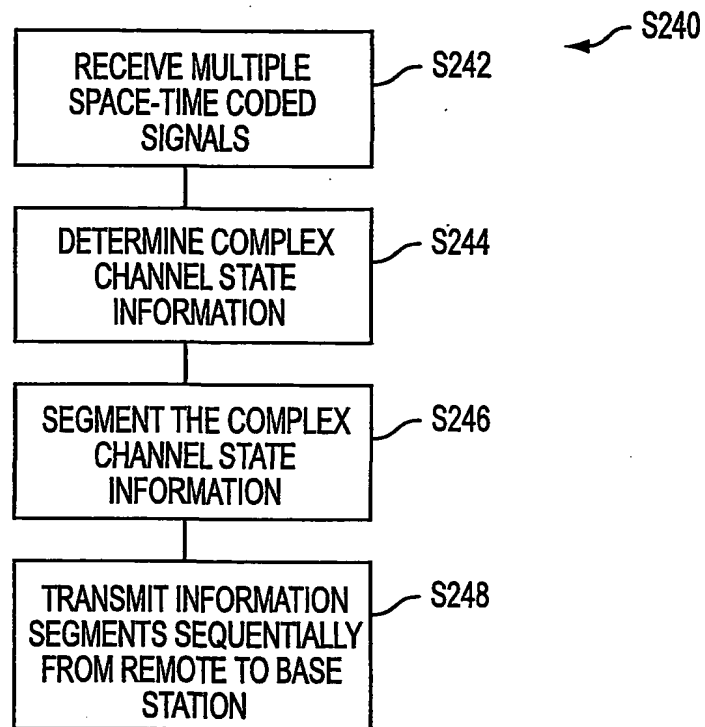 S240
RECEIVE MULTIPLE
SPACE-TIME CODED
SIGNALS
S242
DETERMINE COMPLEX
CHANNEL STATE
INFORMATION
S244
SEGMENT THE COMPLEX
CHANNEL STATE
INFORMATION
S246
TRANSMIT INFORMATION
SEGMENTS SEQUENTIALLY
FROM REMOTE TO BASE
STATION
S248